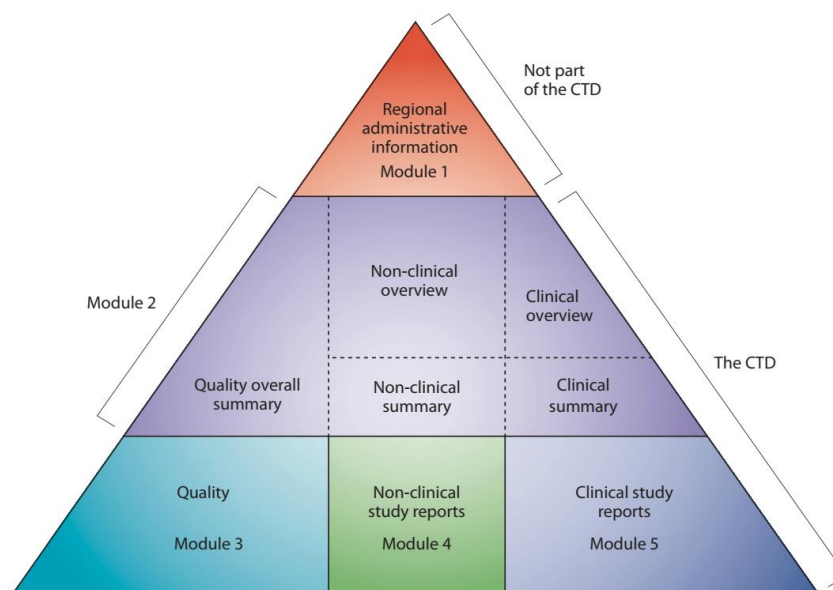 Not part
of the CTD
Regional
administrative
information
Module 1
Module 2
Non-clinical
overview
Clinical
overview
The CTD
Quality overall
summary
Non-clinical
summary
Clinical
summary
Quality
Module 3
Non-clinical
study reports
Module 4
Clinical study
reports
Module 5